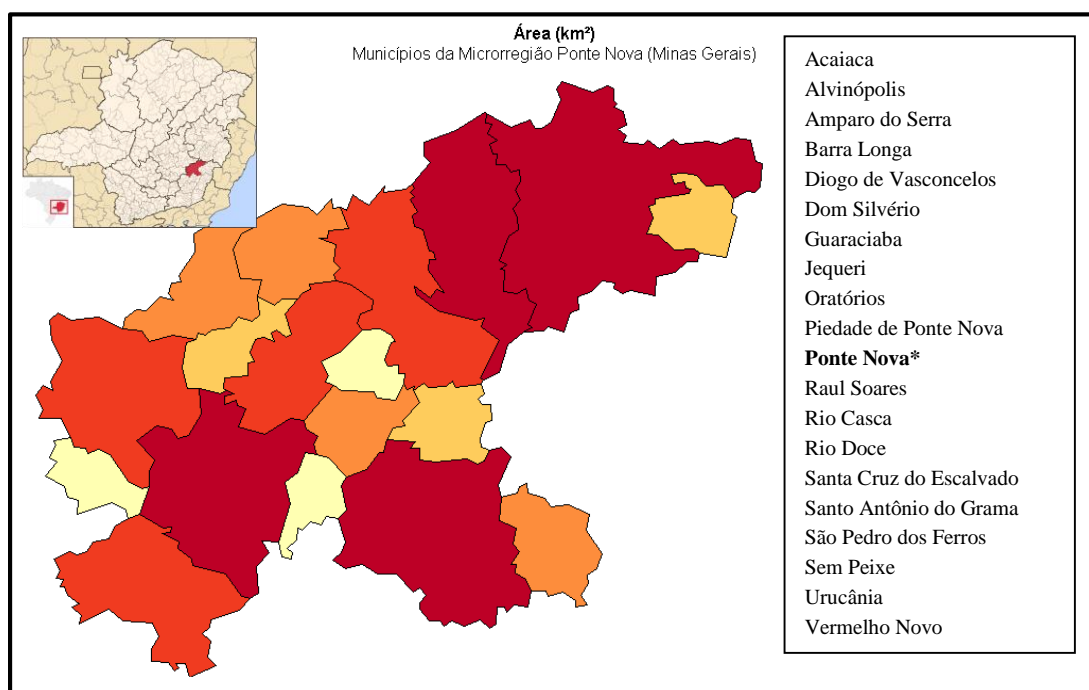 Área (km²)
Municípios da Microrregião Ponte Nova (Minas Gerais)
Acaiaca
Alvinópolis
Amparo do Serra
Barra Longa
Diogo de Vasconcelos
Dom Silvério
Guaraciaba
Jequeri
Oratórios
Piedade de Ponte Nova
Ponte Nova*
Raul Soares
Rio Casca
Rio Doce
Santa Cruz do Escalvado
Santo Antônio do Grama
São Pedro dos Ferros
Sem Peixe
Urucânia
Vermelho Novo